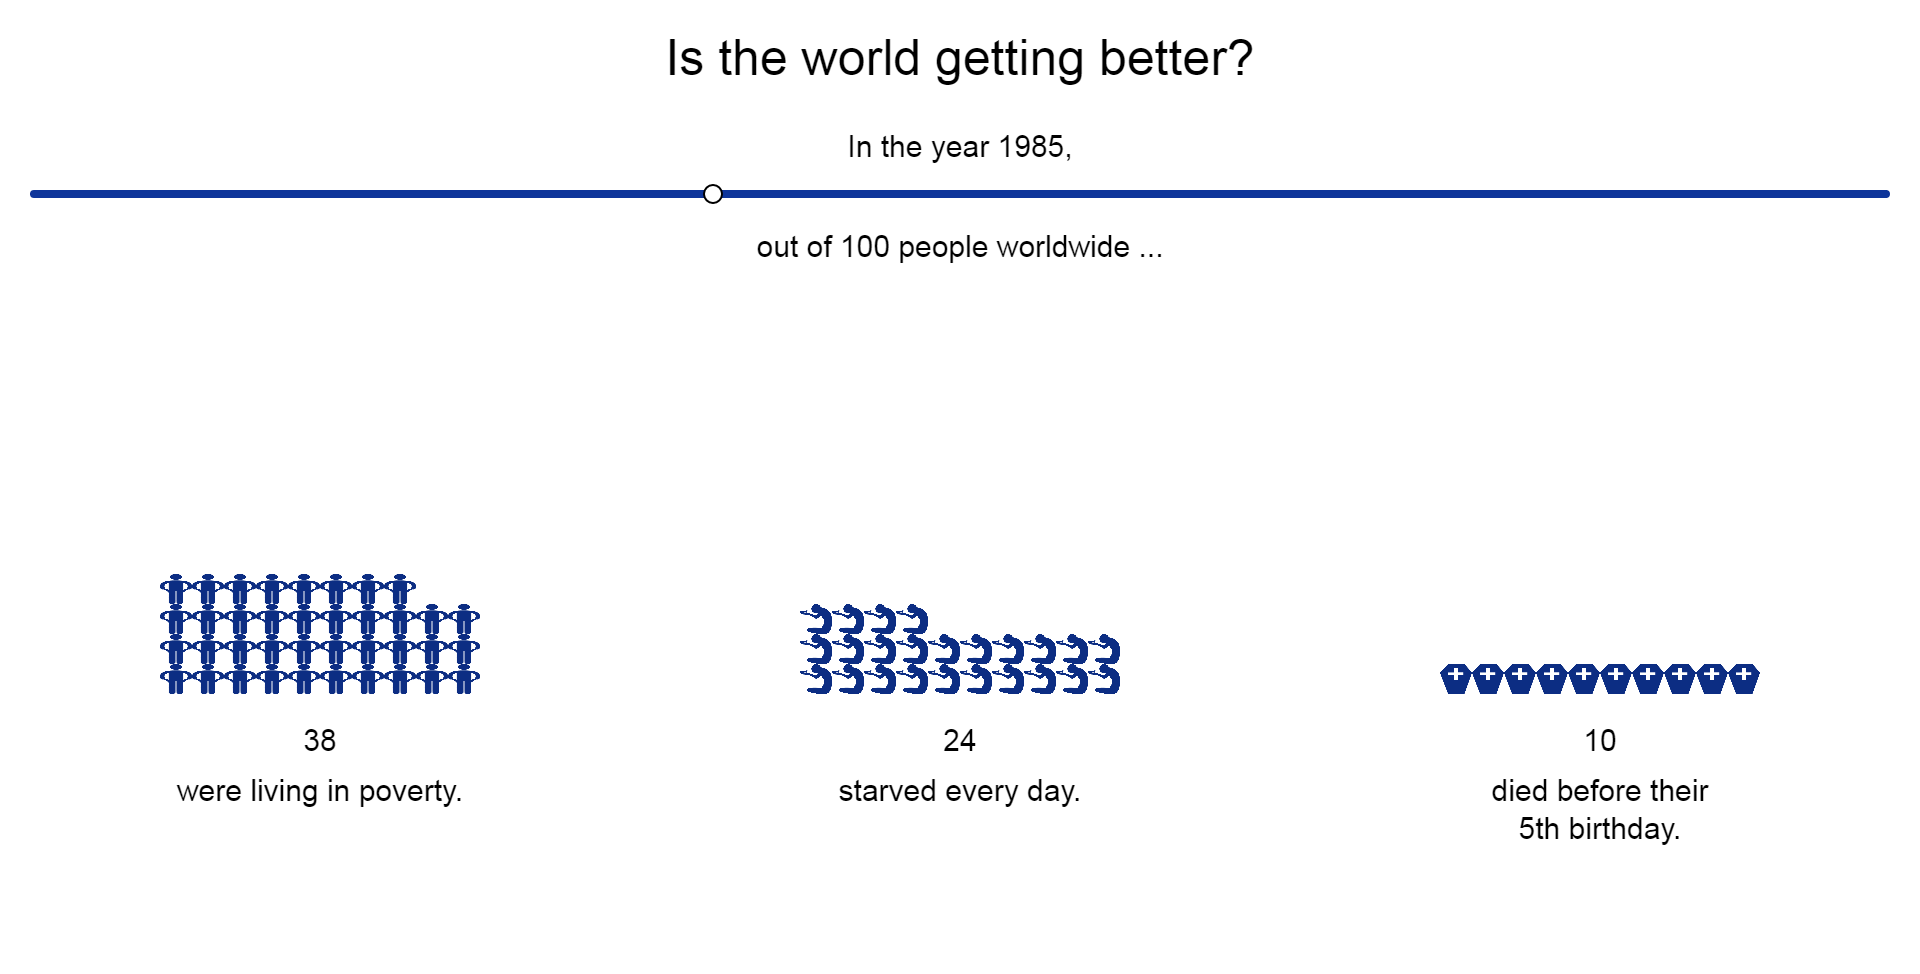 Is the world getting better?
In the year 1985,
out of 100 people worldwide ...
38
were living in poverty.
24
starved every day.
10
died before their
5th birthday.